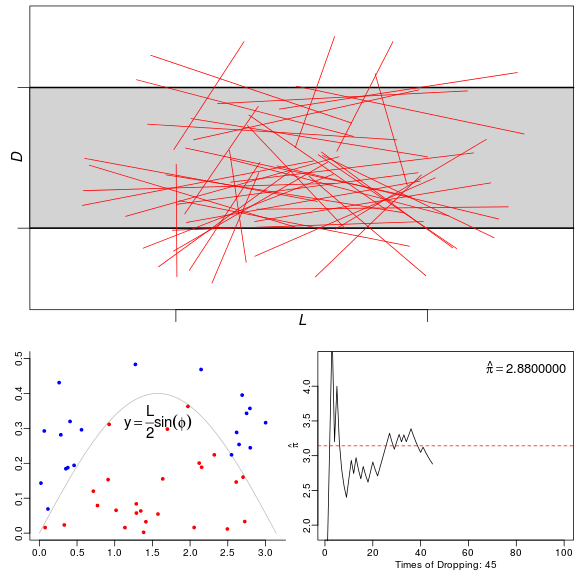 D
L
0.0 0.1 0.2 0.3 0.4 0.5
y = L/2 sin(ϕ)
0.0 0.5 1.0 1.5 2.0 2.5 3.0
π̂
2.0 2.5 3.0 3.5 4.0
π̂ = 2.8800000
0 20 40 60 80 100
Times of Dropping: 45